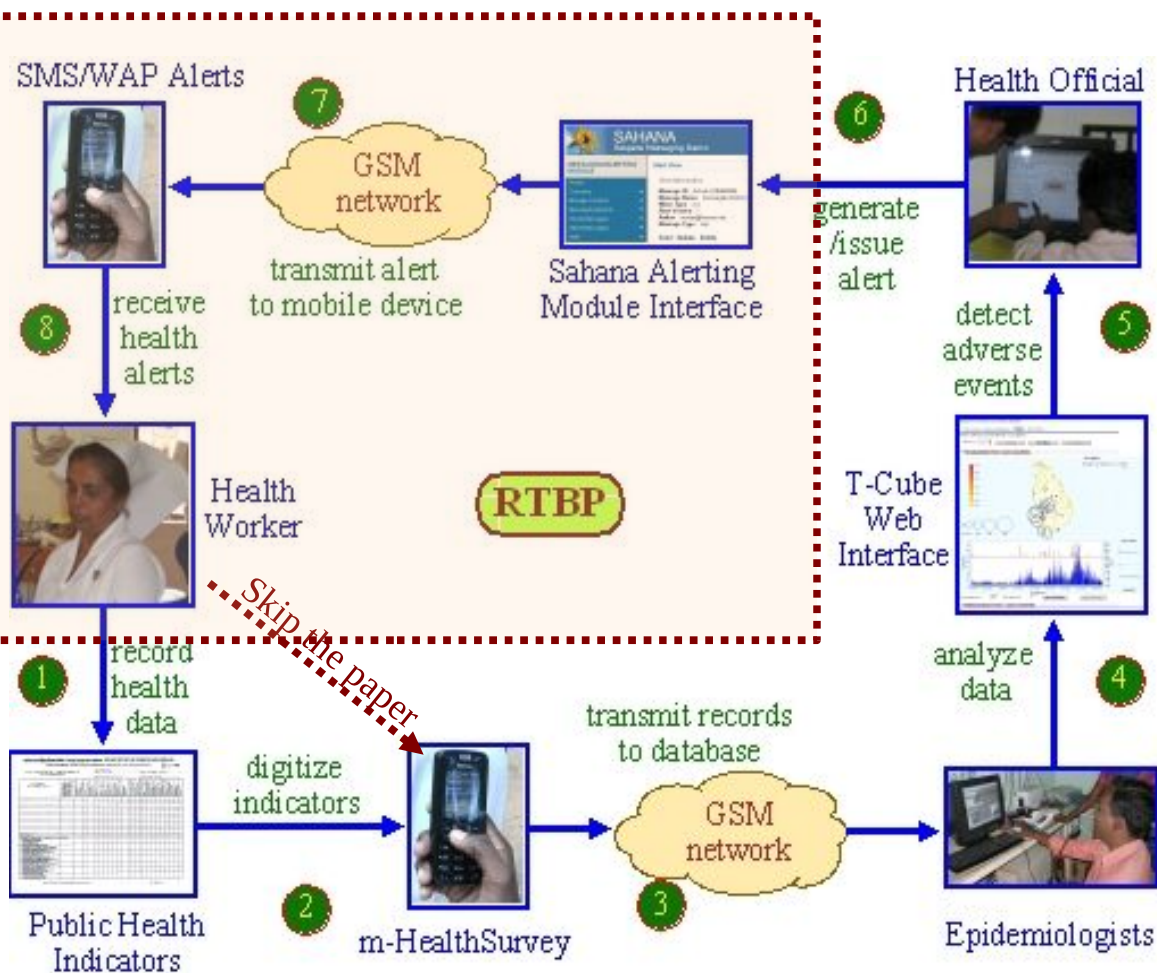 SMS/WAP Alerts
7
GSM
network
transmit alert
to mobile device
SAHANA
Sahana Alerting
Module Interface
6
generate
/issue
alert
Health Official
8
receive
health
alerts
5
detect
adverse
events
Health
Worker
RTBP
T-Cube
Web
Interface
Skip the paper
1
record
health
data
analyze
data
4
transmit records
to database
digitize
indicators
GSM
network
2
3
Public Health
Indicators
m-HealthSurvey
Epidemiologists